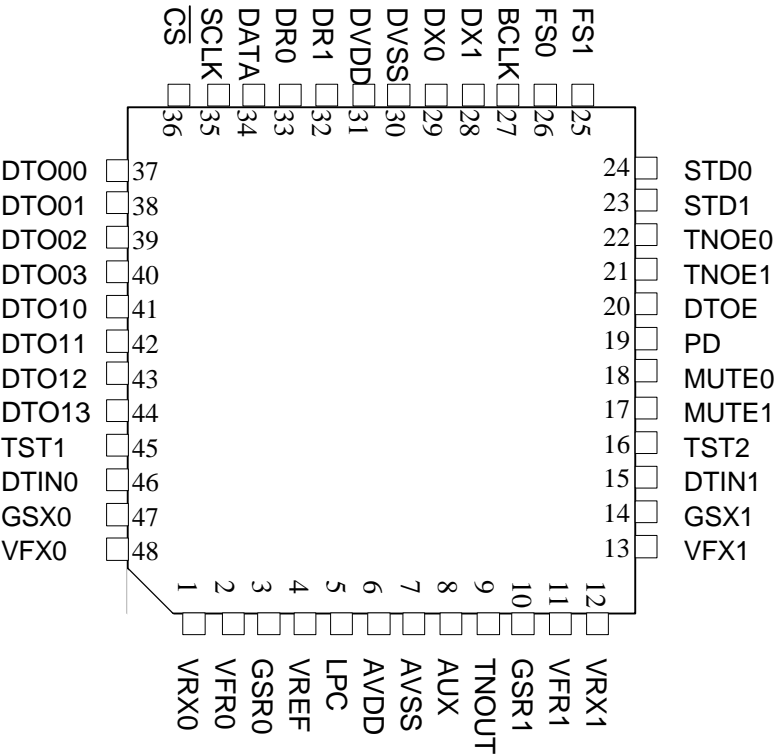 CS SCLK DATA DR0 DR1 DVDD DVSS DX0 DX1 BCLK FS0 FS1
36 35 34 33 32 31 30 29 28 27 26 25
DTO00 37 24 STD0
DTO01 38 23 STD1
DTO02 39 22 TNOE0
DTO03 40 21 TNOE1
DTO10 41 20 DTOE
DTO11 42 19 PD
DTO12 43 18 MUTE0
DTO13 44 17 MUTE1
TST1 45 16 TST2
DTIN0 46 15 DTIN1
GSX0 47 14 GSX1
VFX0 48 13 VFX1
1 2 3 4 5 6 7 8 9 10 11 12
VRX0 VFR0 GSR0 VREF LPC AVDD AVSS AUX TNOUT GSR1 VFR1 VRX1